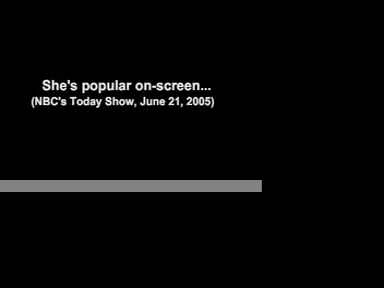 She's popular on-screen...
(NBC's Today Show, June 21, 2005)